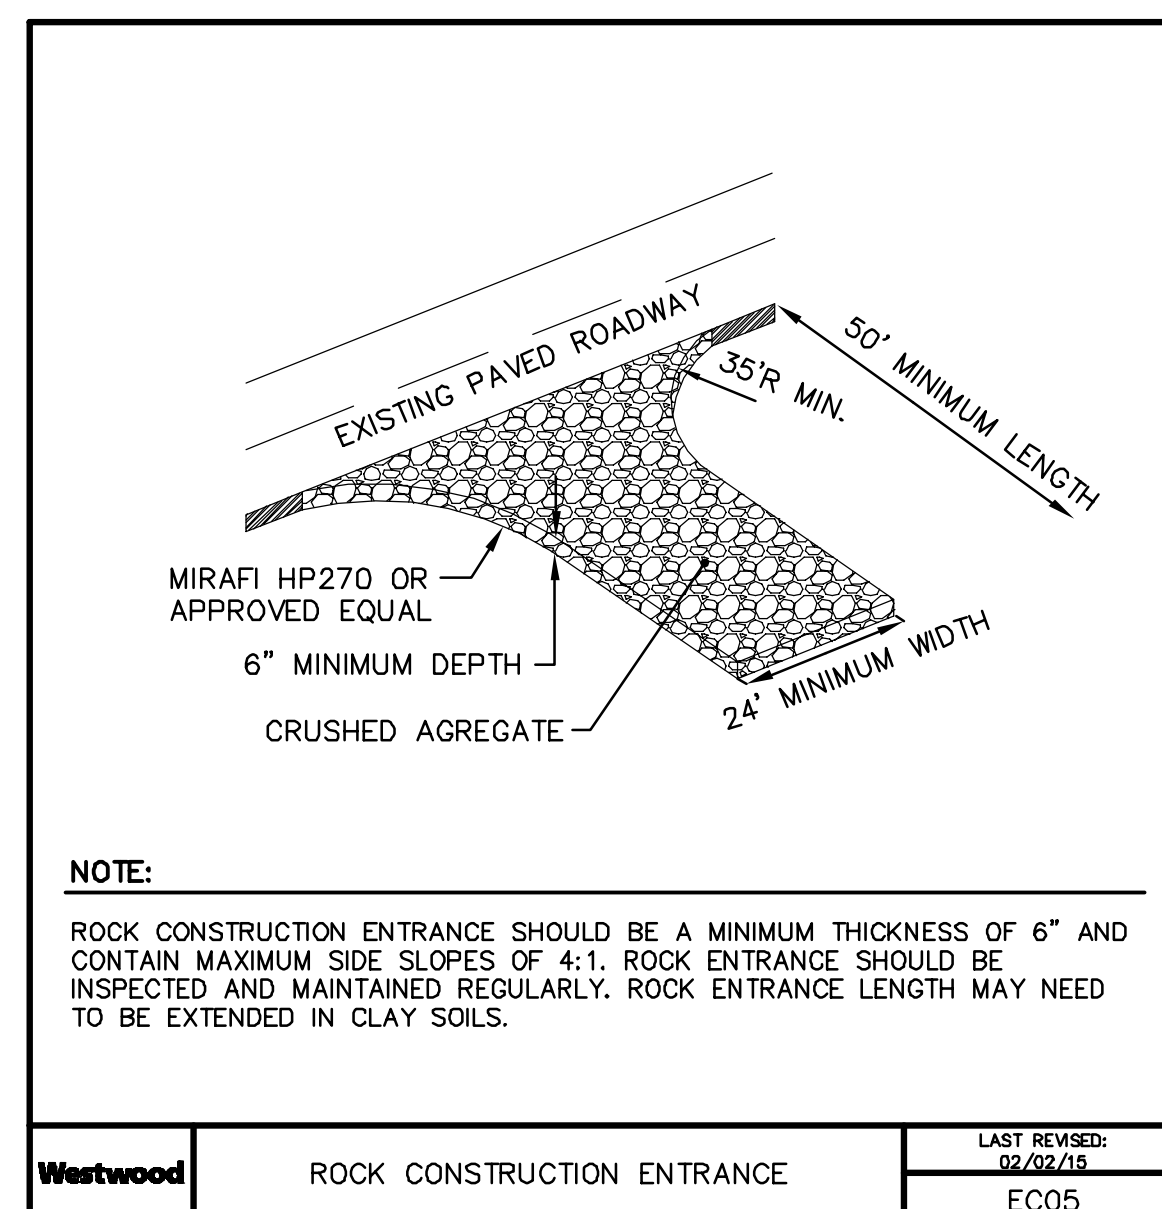 EXISTING PAVED ROADWAY
50' MINIMUM LENGTH
35'R MIN.
MIRAFI HP270 OR
APPROVED EQUAL
6" MINIMUM DEPTH
24' MINIMUM WIDTH
CRUSHED AGREGATE
NOTE:
ROCK CONSTRUCTION ENTRANCE SHOULD BE A MINIMUM THICKNESS OF 6" AND
CONTAIN MAXIMUM SIDE SLOPES OF 4:1. ROCK ENTRANCE SHOULD BE
INSPECTED AND MAINTAINED REGULARLY. ROCK ENTRANCE LENGTH MAY NEED
TO BE EXTENDED IN CLAY SOILS.
Westwood
ROCK CONSTRUCTION ENTRANCE
LAST REVISED:
02/02/15
EC05